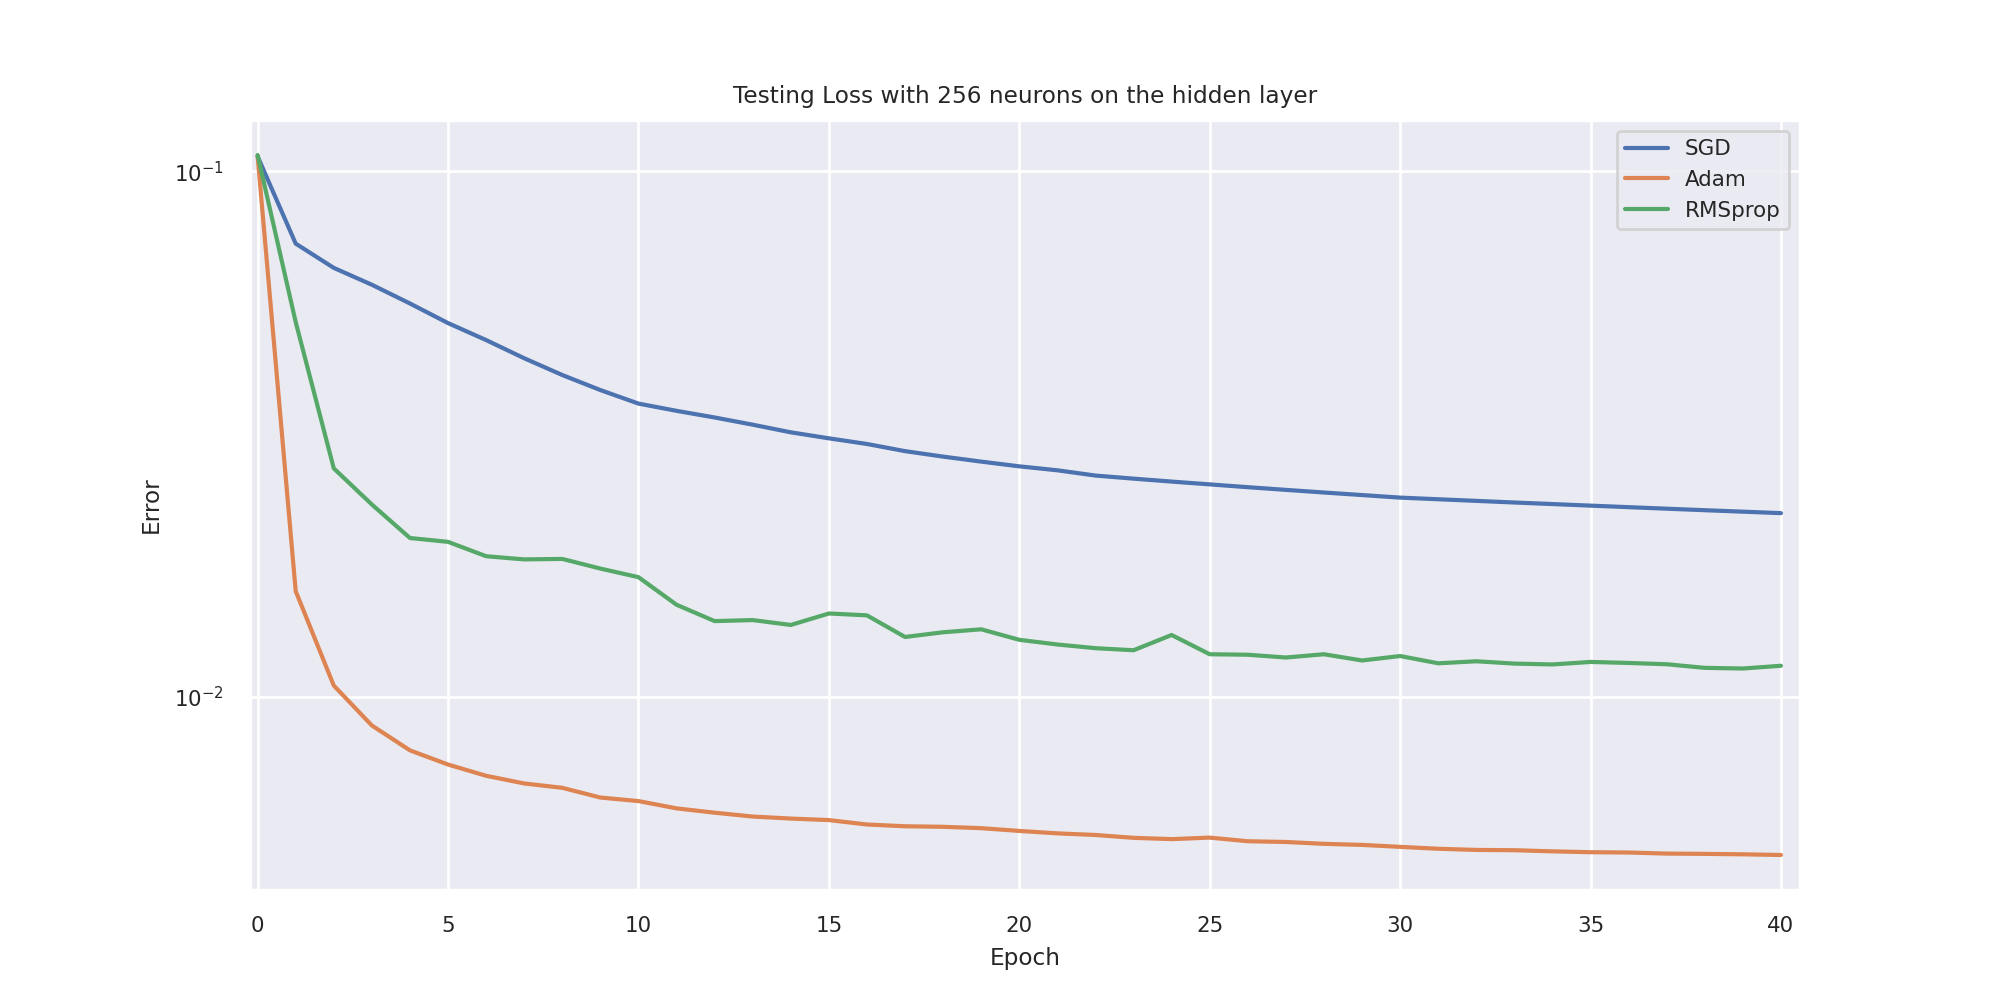 Testing Loss with 256 neurons on the hidden layer
SGD
Adam
RMSprop
10⁻¹
10⁻²
Error
0 5 10 15 20 25 30 35 40
Epoch